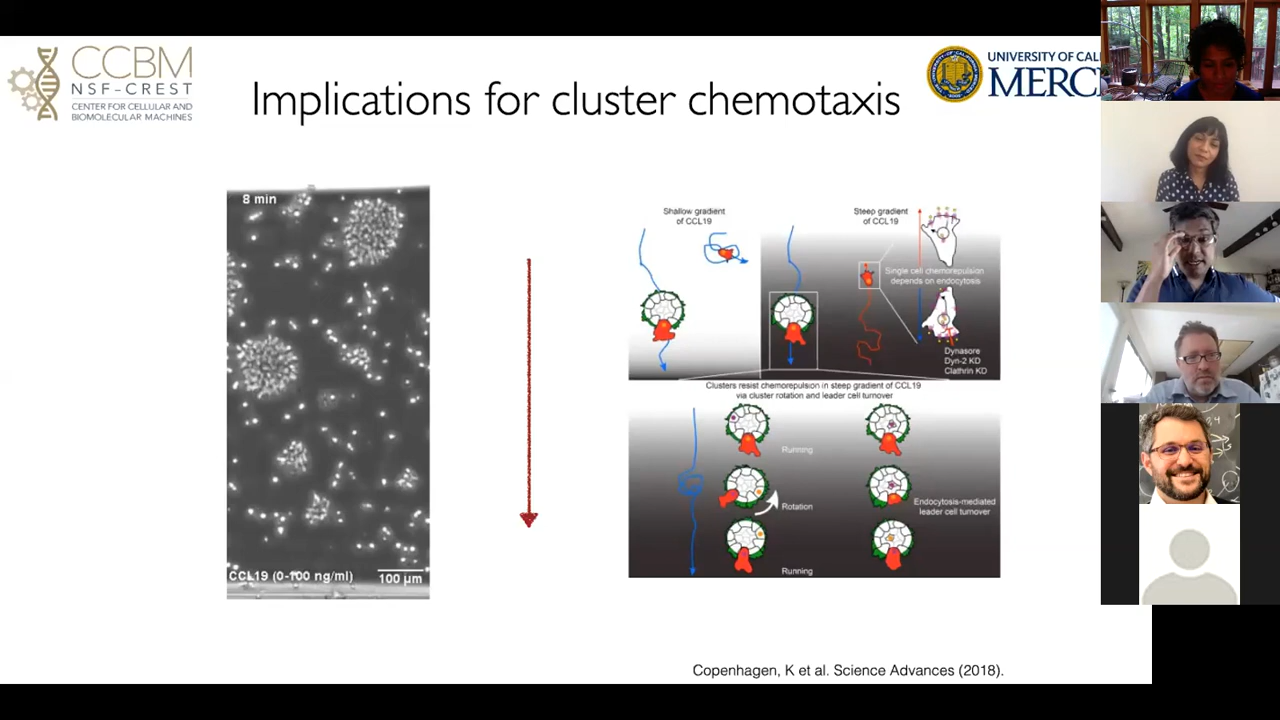 CCBM
NSF-CREST
CENTER FOR CELLULAR AND
BIOMOLECULAR MACHINES
Implications for cluster chemotaxis
UNIVERSITY OF CAL
MERC
8 min
CCL19 (0-100 ng/ml)
100 µm
Shallow gradient
of CCL19
Steep gradient
of CCL19
Single cell chemorepulsion
depends on endocytosis
Dynasore
Dyn-2 KD
Clathrin KD
Clusters resist chemorepulsion in steep gradient of CCL19
via cluster rotation and leader cell turnover
Running
Rotation
Endocytosis-mediated
leader cell turnover
Running
Copenhagen, K et al. Science Advances (2018).